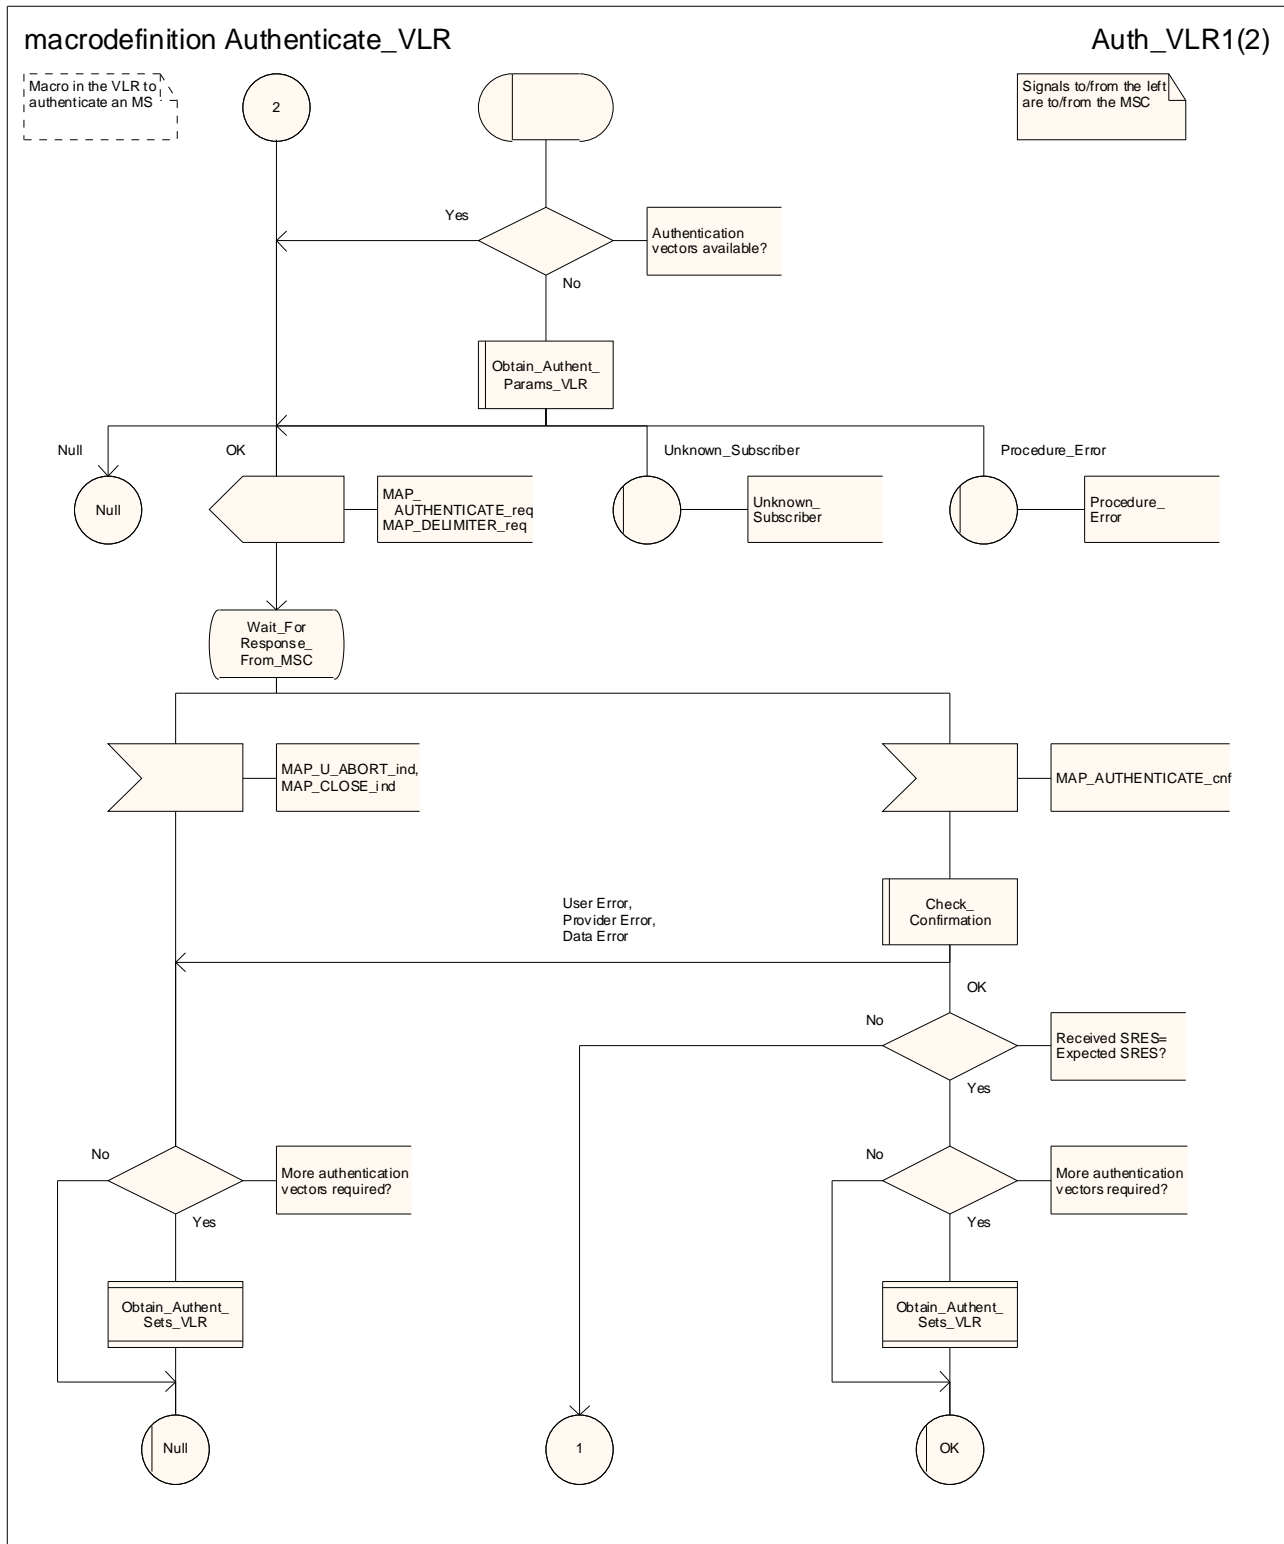 macrodefinition Authenticate_VLR
Auth_VLR1(2)
Macro in the VLR to
authenticate an MS
2
Signals to/from the left
are to/from the MSC
Yes
Authentication
vectors available?
No
Obtain_Authent_
Params_VLR
Null
OK
Unknown_Subscriber
Procedure_Error
Null
MAP_
AUTHENTICATE_req
MAP_DELIMITER_req
Unknown_
Subscriber
Procedure_
Error
Wait_For
Response_
From_MSC
MAP_U_ABORT_ind,
MAP_CLOSE_ind
MAP_AUTHENTICATE_cnf
User Error,
Provider Error,
Data Error
Check_
Confirmation
OK
No
Received SRES=
Expected SRES?
Yes
No
More authentication
vectors required?
Yes
No
More authentication
vectors required?
Yes
Obtain_Authent_
Sets_VLR
Obtain_Authent_
Sets_VLR
Null
1
OK